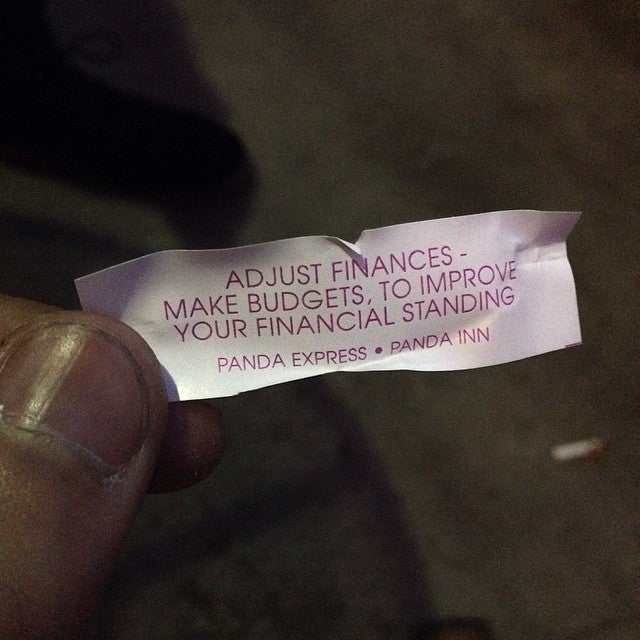 ADJUST FINANCES -
MAKE BUDGETS, TO IMPROVE
YOUR FINANCIAL STANDING
PANDA EXPRESS • PANDA INN